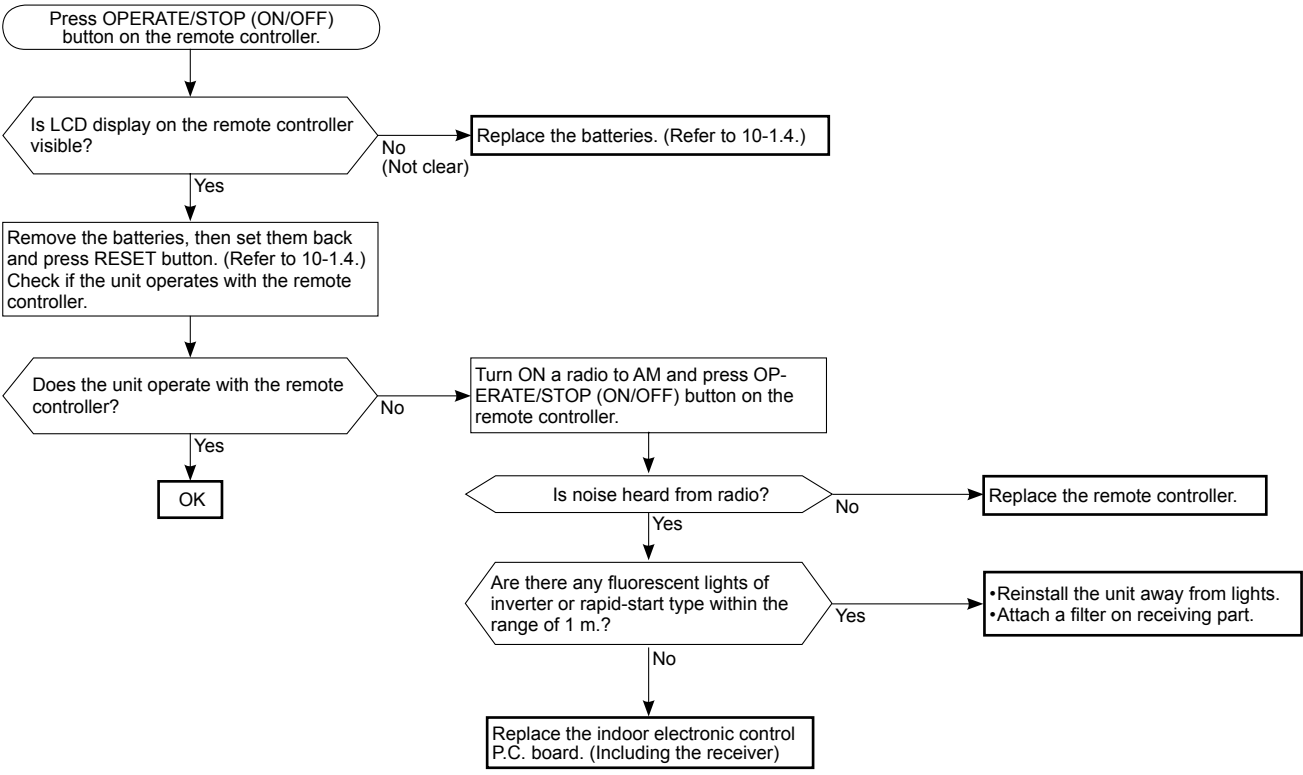 Press OPERATE/STOP (ON/OFF)
button on the remote controller.
Is LCD display on the remote controller
visible?
No
(Not clear)
Replace the batteries. (Refer to 10-1.4.)
Yes
Remove the batteries, then set them back
and press RESET button. (Refer to 10-1.4.)
Check if the unit operates with the remote
controller.
Does the unit operate with the remote
controller?
No
Yes
OK
Turn ON a radio to AM and press OP-
ERATE/STOP (ON/OFF) button on the
remote controller.
Is noise heard from radio?
No
Replace the remote controller.
Yes
Are there any fluorescent lights of
inverter or rapid-start type within the
range of 1 m.?
Yes
•Reinstall the unit away from lights.
•Attach a filter on receiving part.
No
Replace the indoor electronic control
P.C. board. (Including the receiver)